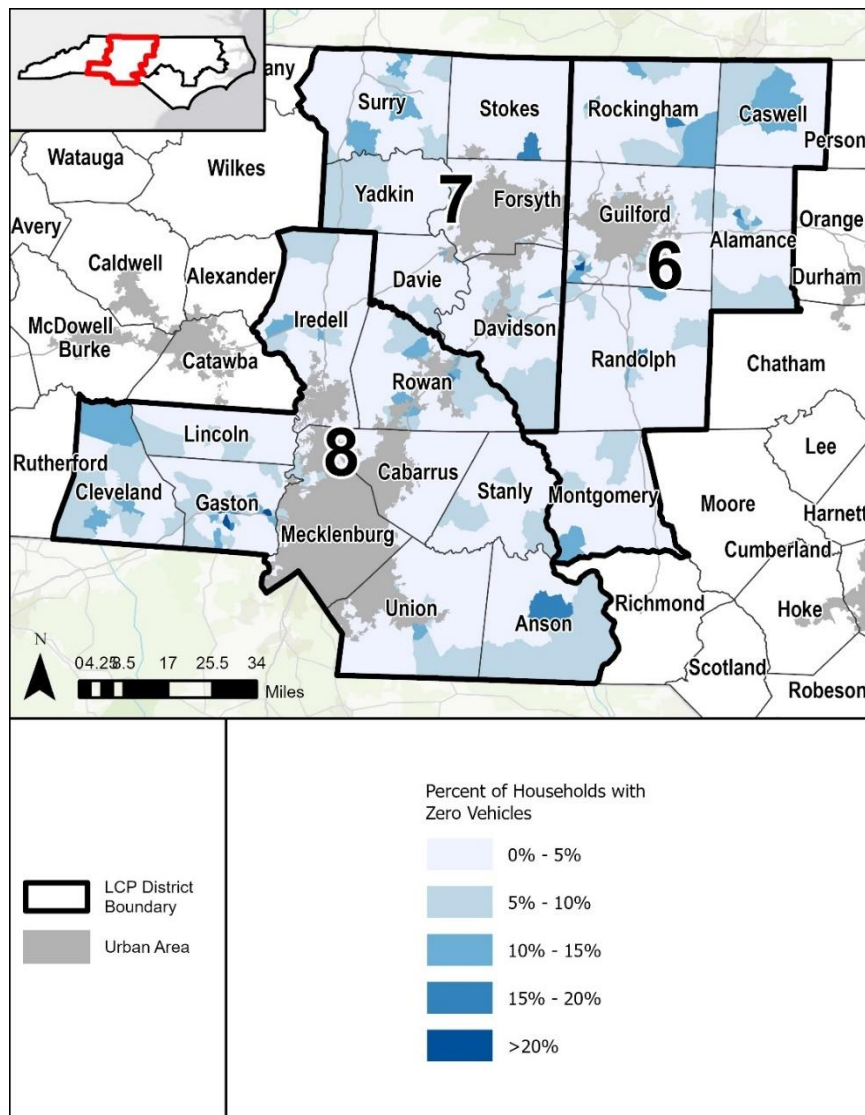 any
Surry
Stokes
Rockingham
Caswell
Person
Watauga
Wilkes
Yadkin
7
Forsyth
Guilford
Orange
Avery
6
Alamance
Caldwell
Alexander
Davie
Durham
McDowell
Burke
Iredell
Davidson
Catawba
Randolph
Chatham
Rowan
Lincoln
Lee
Rutherford
8
Cabarrus
Cleveland
Gaston
Stanly
Montgomery
Moore
Harnett
Mecklenburg
Cumberland
Union
Anson
Richmond
Hoke
N
04.258.5 17 25.5 34
Miles
Scotland
Robeson
Percent of Households with
Zero Vehicles
0% - 5%
5% - 10%
10% - 15%
15% - 20%
>20%
LCP District
Boundary
Urban Area